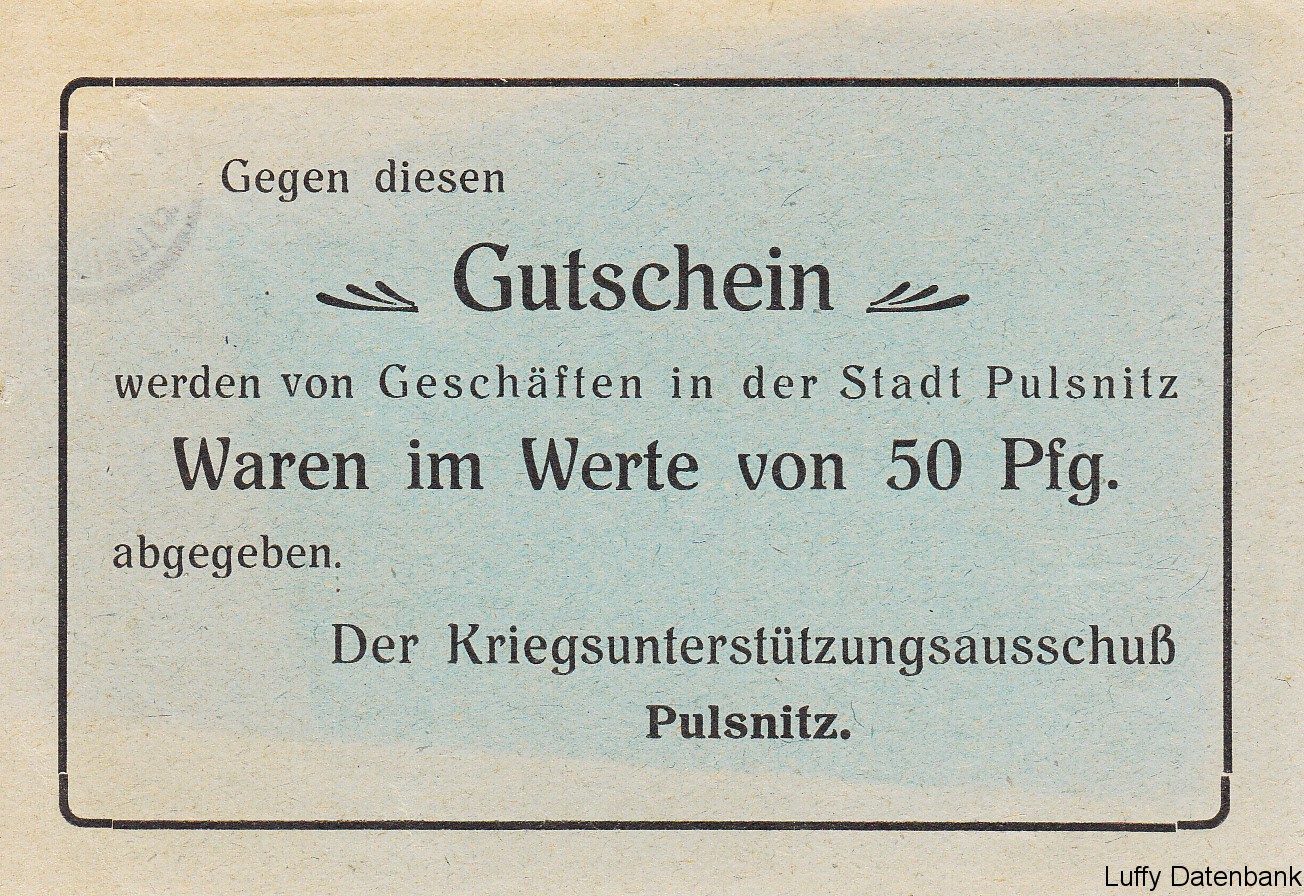 Gegen diesen
Gutschein
werden von Geschäften in der Stadt Pulsnitz
Waren im Werte von 50 Pfg.
abgegeben.
Der Kriegsunterstützungsausschuß
Pulsnitz.
Luffy Datenbank